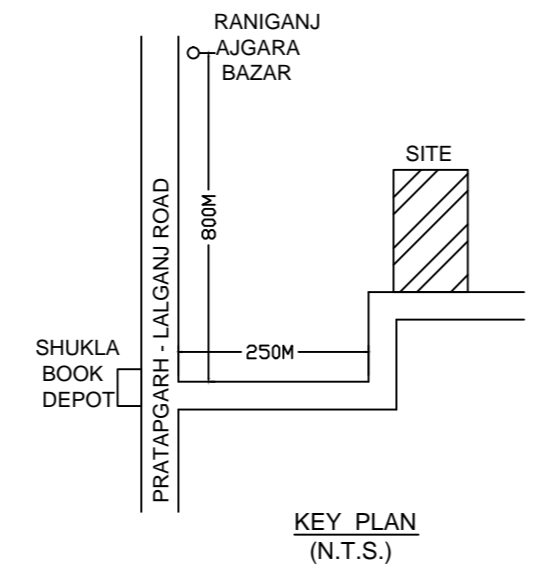 RANIGANJ
AJGARA
BAZAR
SITE
PRATAPGARH - LALGANJ ROAD
800M
250M
SHUKLA
BOOK
DEPOT
KEY PLAN
(N.T.S.)